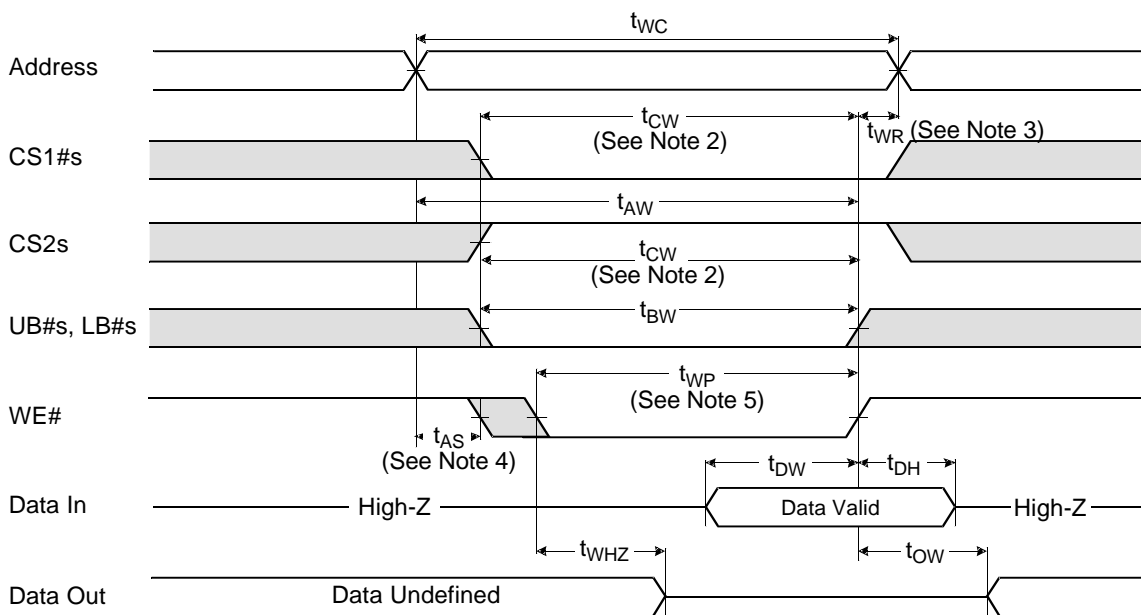 tWC
Address
tCW
(See Note 2)
tWR (See Note 3)
CS1#s
tAW
CS2s
tCW
(See Note 2)
UB#s, LB#s
tBW
tWP
(See Note 5)
WE#
tAS
(See Note 4)
tDW
tDH
Data In
High-Z
Data Valid
High-Z
tWHZ
tOW
Data Out
Data Undefined